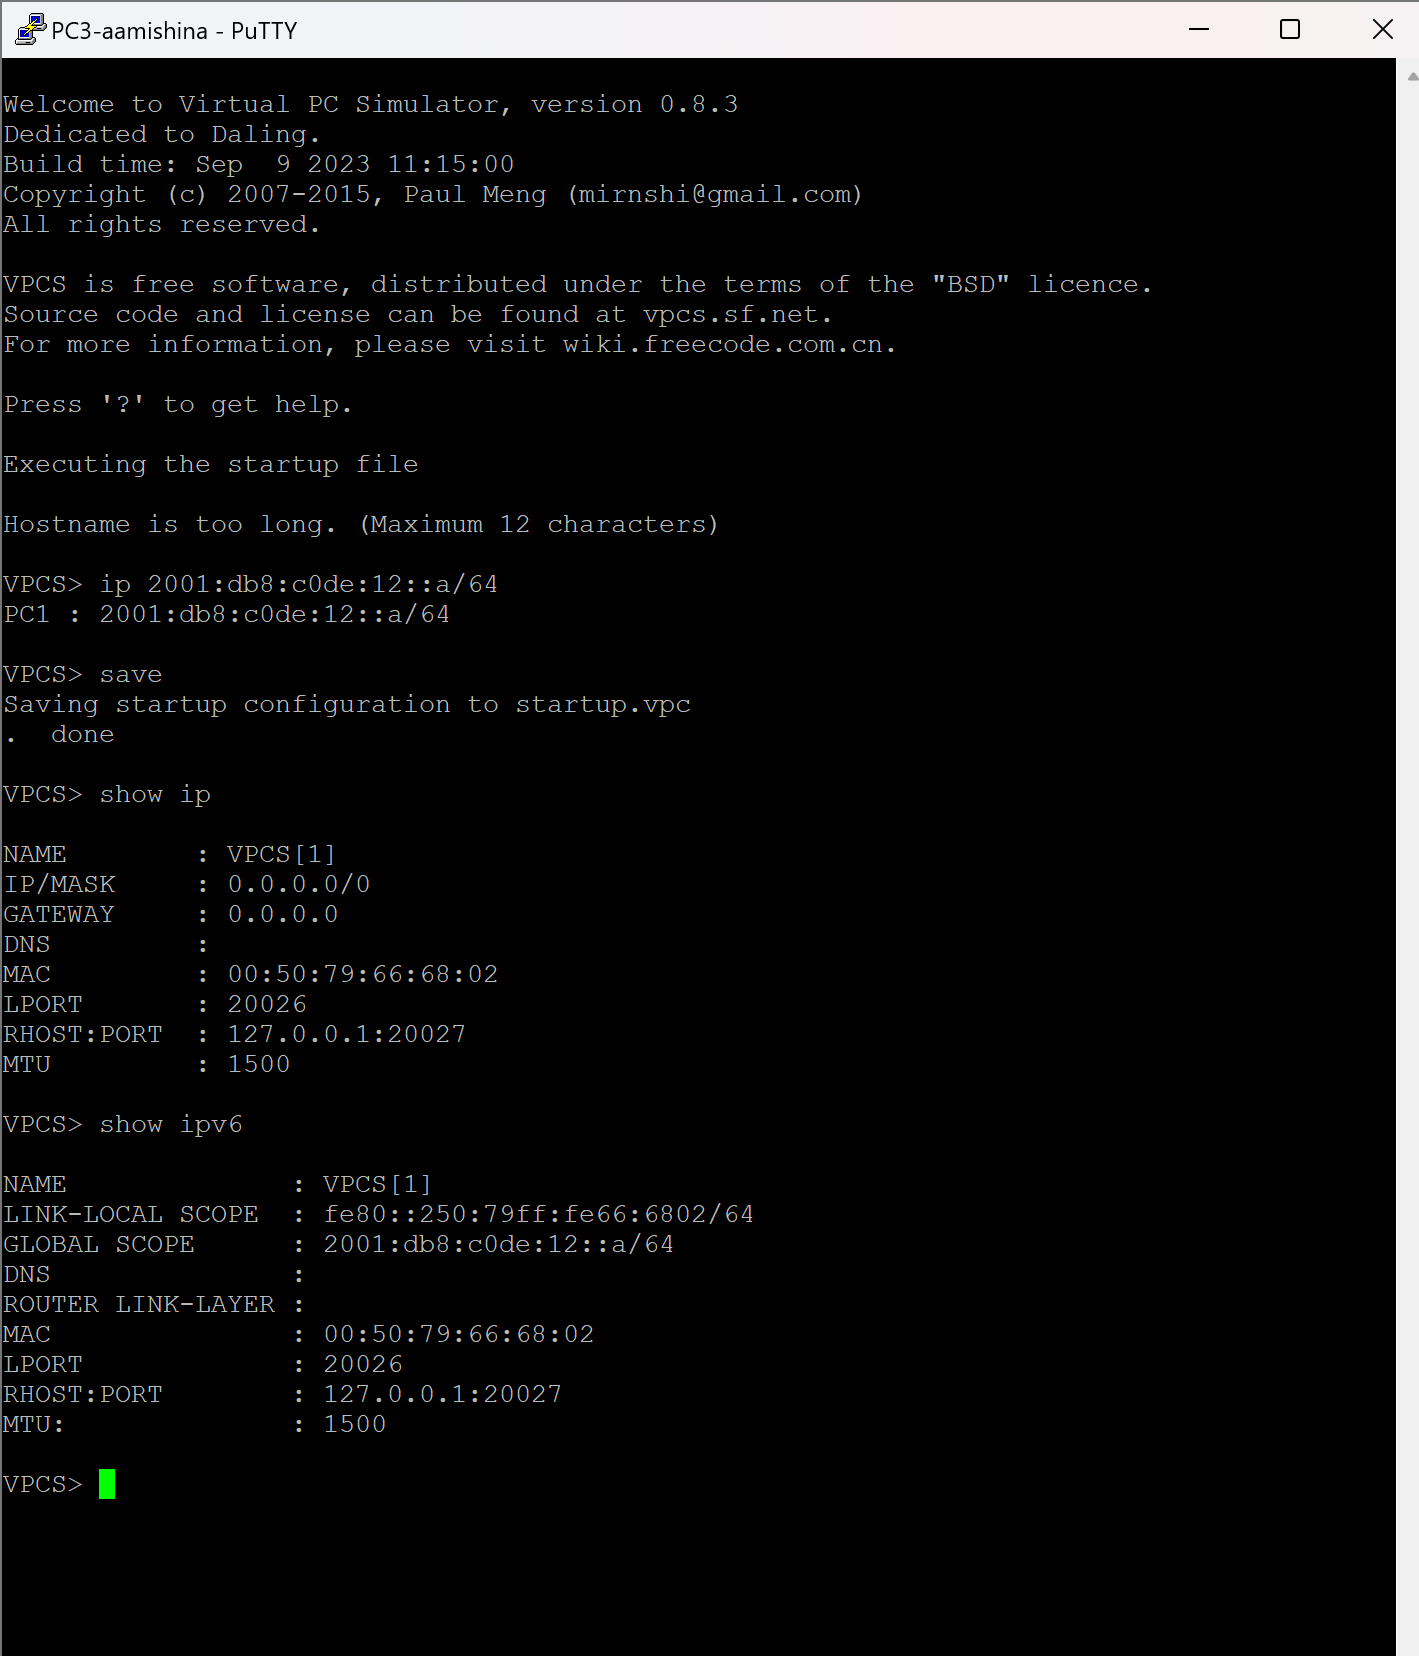 PC3-aamishina - PuTTY
Welcome to Virtual PC Simulator, version 0.8.3
Dedicated to Daling.
Build time: Sep  9 2023 11:15:00
Copyright (c) 2007-2015, Paul Meng (mirnshi@gmail.com)
All rights reserved.
VPCS is free software, distributed under the terms of the "BSD" licence.
Source code and license can be found at vpcs.sf.net.
For more information, please visit wiki.freecode.com.cn.
Press '?' to get help.
Executing the startup file
Hostname is too long. (Maximum 12 characters)
VPCS> ip 2001:db8:c0de:12::a/64
PC1 : 2001:db8:c0de:12::a/64
VPCS> save
Saving startup configuration to startup.vpc
.  done
VPCS> show ip
NAME        : VPCS[1]
IP/MASK     : 0.0.0.0/0
GATEWAY     : 0.0.0.0
DNS         :
MAC         : 00:50:79:66:68:02
LPORT       : 20026
RHOST:PORT  : 127.0.0.1:20027
MTU         : 1500
VPCS> show ipv6
NAME              : VPCS[1]
LINK-LOCAL SCOPE  : fe80::250:79ff:fe66:6802/64
GLOBAL SCOPE      : 2001:db8:c0de:12::a/64
DNS               :
ROUTER LINK-LAYER :
MAC               : 00:50:79:66:68:02
LPORT             : 20026
RHOST:PORT        : 127.0.0.1:20027
MTU:              : 1500
VPCS>